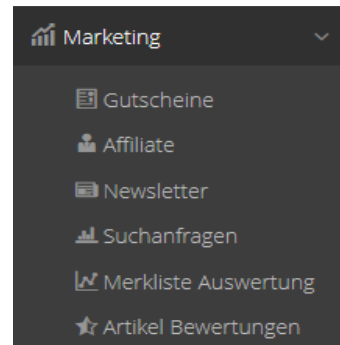 Marketing
Gutscheine
Affiliate
Newsletter
Suchanfragen
Merkliste Auswertung
Artikel Bewertungen